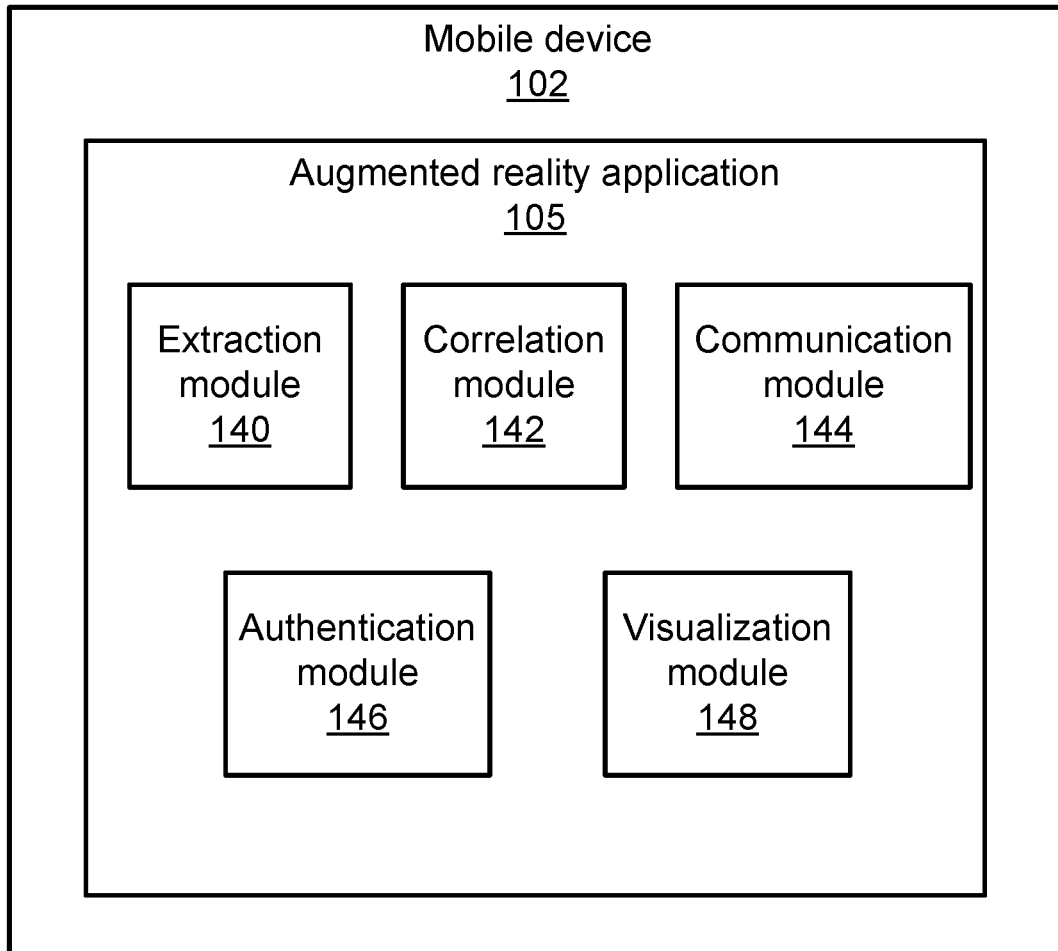 Mobile device
102
Augmented reality application
105
Extraction
module
140
Correlation
module
142
Communication
module
144
Authentication
module
146
Visualization
module
148